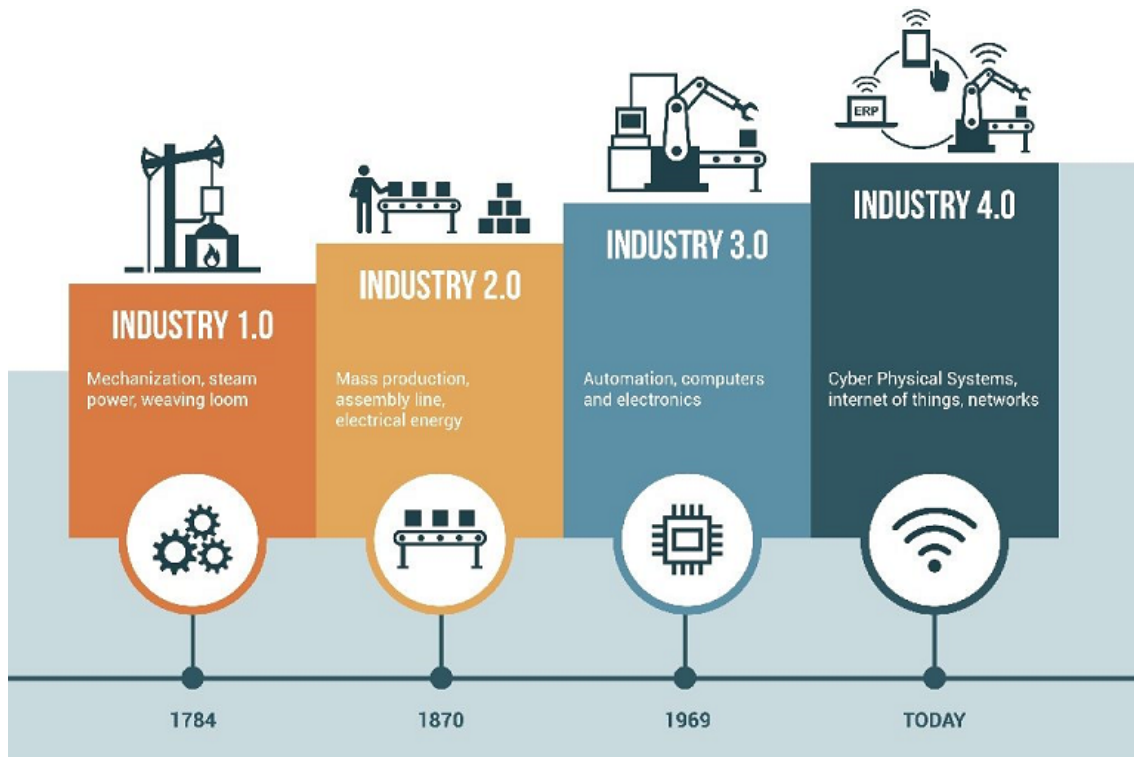 ERP
INDUSTRY 1.0
Mechanization, steam
power, weaving loom
INDUSTRY 2.0
Mass production,
assembly line,
electrical energy
INDUSTRY 3.0
Automation, computers
and electronics
INDUSTRY 4.0
Cyber Physical Systems,
internet of things, networks
1784
1870
1969
TODAY